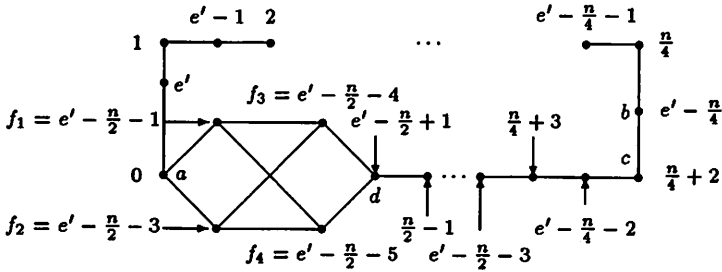 e′ − 1 2 e′ − n/4 − 1
1 ··· n/4
e′
f₁ = e′ − n/2 − 1 f₃ = e′ − n/2 − 4 e′ − n/2 + 1 n/4 + 3 b e′ − n/4
0 a d ··· c n/4 + 2
f₂ = e′ − n/2 − 3 f₄ = e′ − n/2 − 5 n/2 − 1 e′ − n/2 − 3 e′ − n/4 − 2